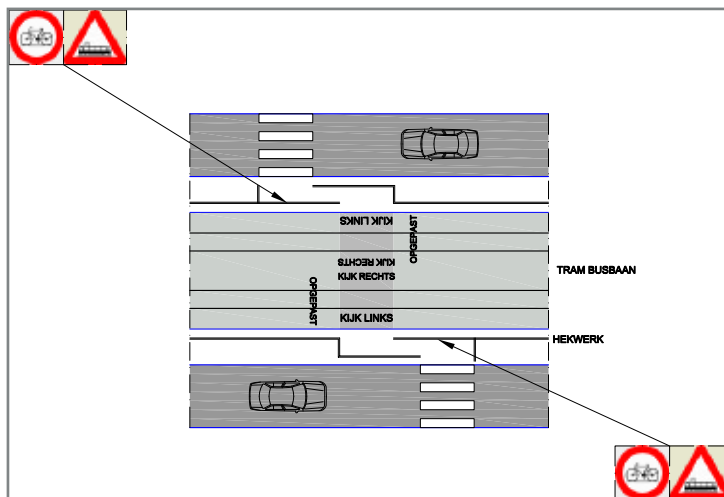 KIJK LINKS
OPGEPAST
KIJK RECHTS
KIJK RECHTS
TRAM BUSBAAN
OPGEPAST
KIJK LINKS
HEKWERK